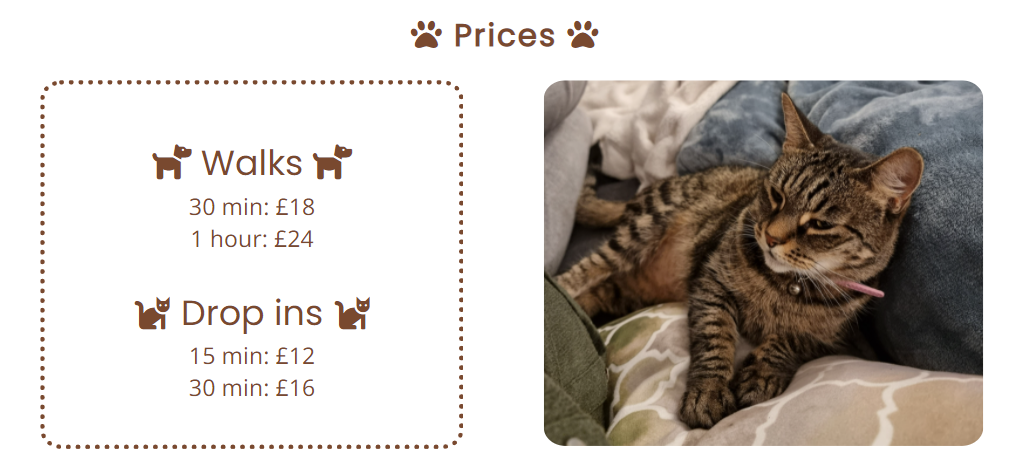 Prices
Walks
30 min: £18
1 hour: £24
Drop ins
15 min: £12
30 min: £16